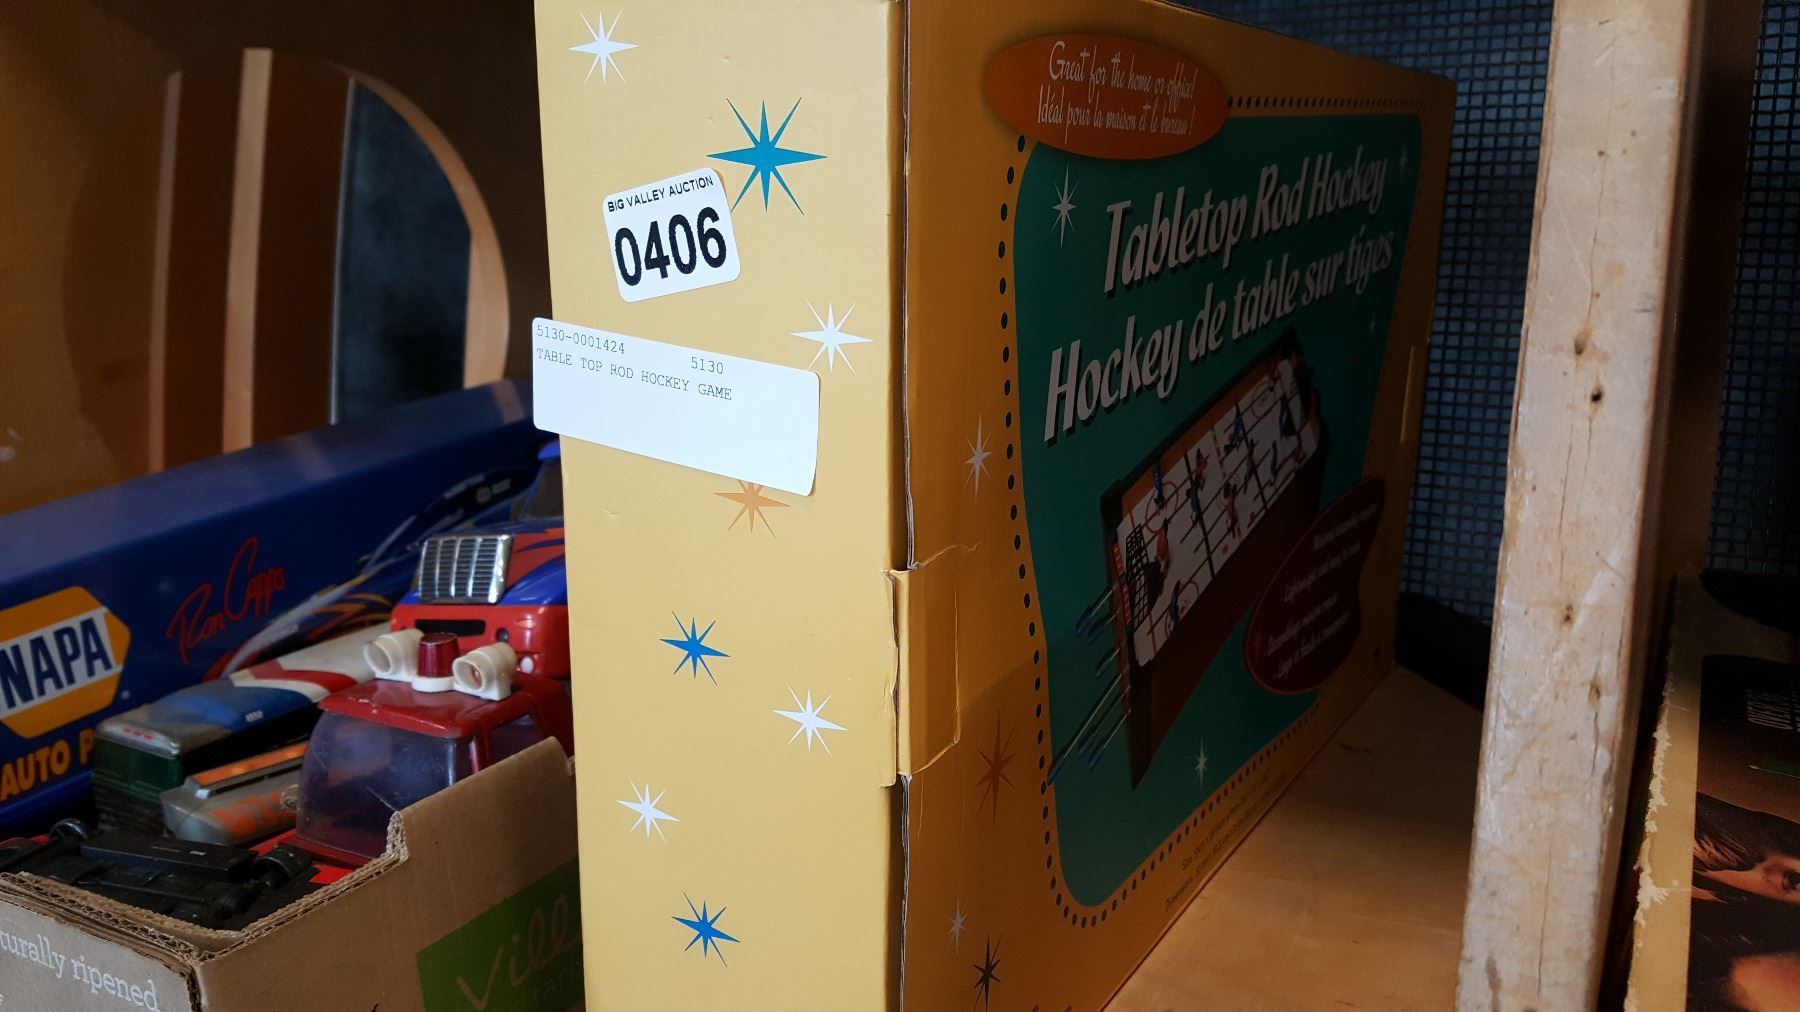 BIG VALLEY AUCTION
0406
5130-0001424 5130
TABLE TOP ROD HOCKEY GAME
Great for the home or office!
Idéal pour la maison et le bureau !
Tabletop Rod Hockey
Hockey de table sur tiges
NAPA
AUTO P
Ron Capps
turally ripened
Vill